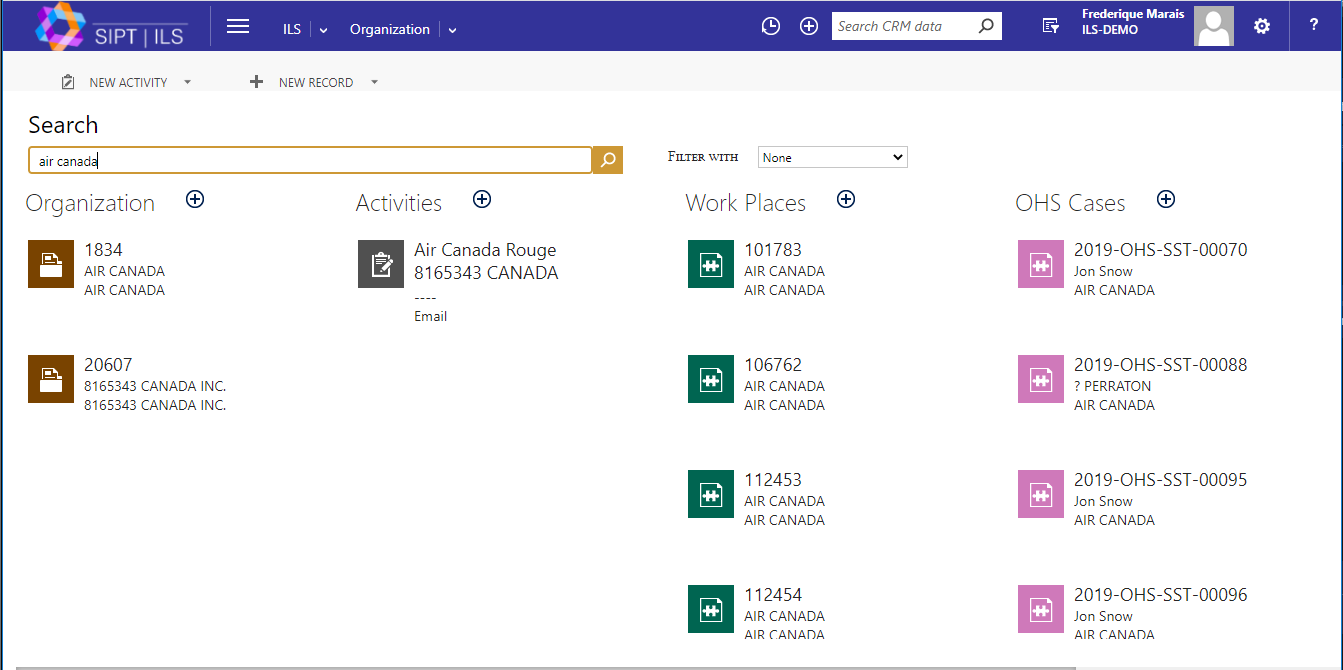 SIPT | ILS
ILS
Organization
Search CRM data
Frederique Marais
ILS-DEMO
?
NEW ACTIVITY
NEW RECORD
Search
air canada
FILTER WITH
None
Organization
Activities
Work Places
OHS Cases
1834
AIR CANADA
AIR CANADA
20607
8165343 CANADA INC.
8165343 CANADA INC.
Air Canada Rouge
8165343 CANADA
----
Email
101783
AIR CANADA
AIR CANADA
106762
AIR CANADA
AIR CANADA
112453
AIR CANADA
AIR CANADA
112454
AIR CANADA
AIR CANADA
2019-OHS-SST-00070
Jon Snow
AIR CANADA
2019-OHS-SST-00088
? PERRATON
AIR CANADA
2019-OHS-SST-00095
Jon Snow
AIR CANADA
2019-OHS-SST-00096
Jon Snow
AIR CANADA